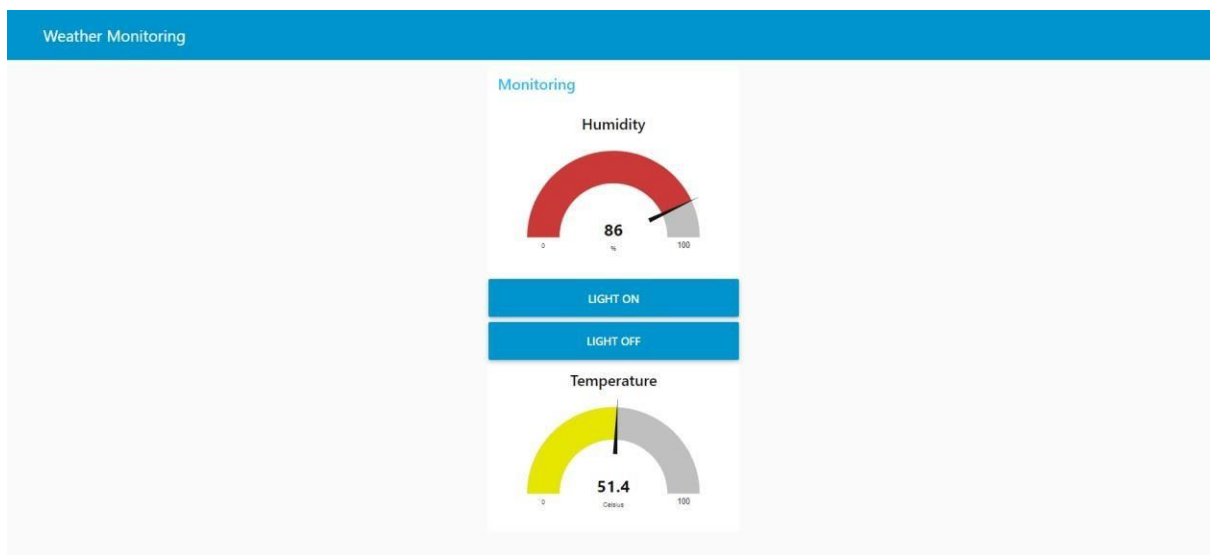 Weather Monitoring
Monitoring
Humidity
86
%
0 100
LIGHT ON
LIGHT OFF
Temperature
51.4
Celsius
0 100